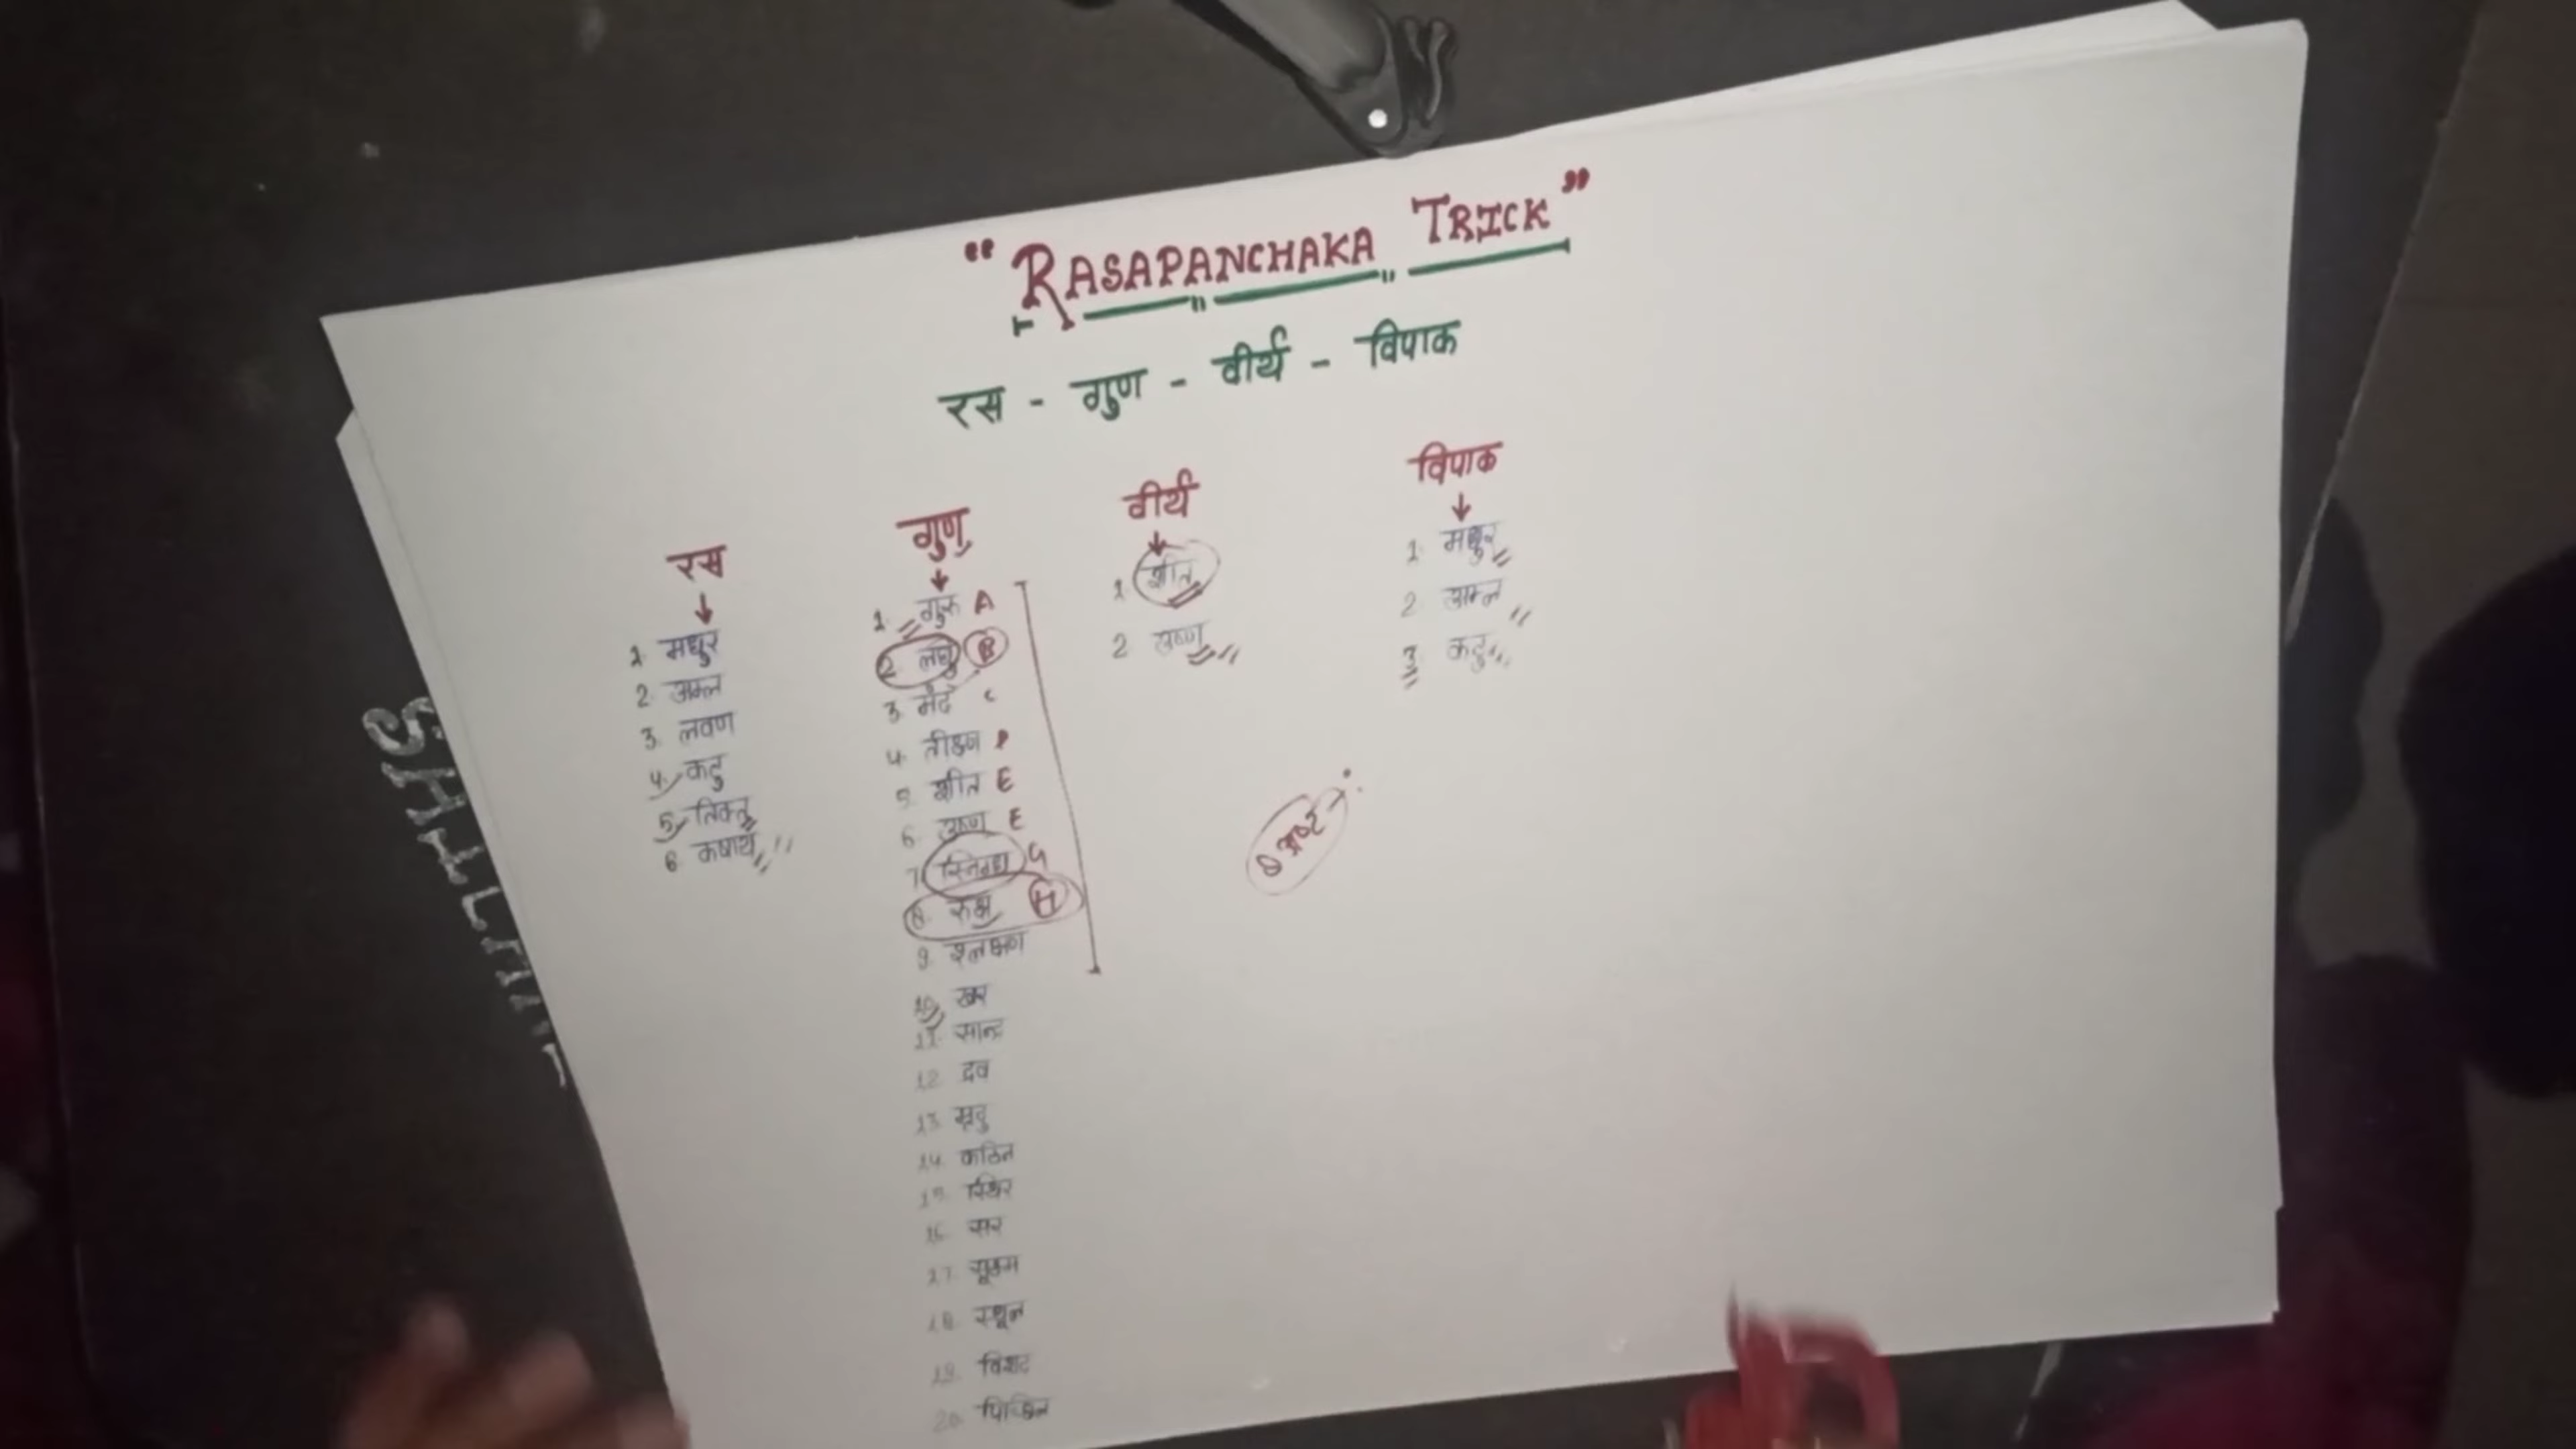 " RASAPANCHAKA TRICK "
रस - गुण - वीर्य - विपाक
रस
1. मधुर
2. अम्ल
3. लवण
4. कटु
5. तिक्त
6. कषाय
गुण
1. गुरु A
2. लघु B
3. मंद C
4. तीक्ष्ण D
5. शीत E
6. उष्ण E
7. स्निग्ध G
8. रुक्ष H
9. श्लक्ष्ण
10. खर
11. सान्द्र
12. द्रव
13. मृदु
14. कठिन
15. स्थिर
16. सर
17. सूक्ष्म
18. स्थूल
19. विशद
20. पिच्छिल
वीर्य
1. शीत
2. उष्ण
विपाक
1. मधुर
2. अम्ल
3. कटु